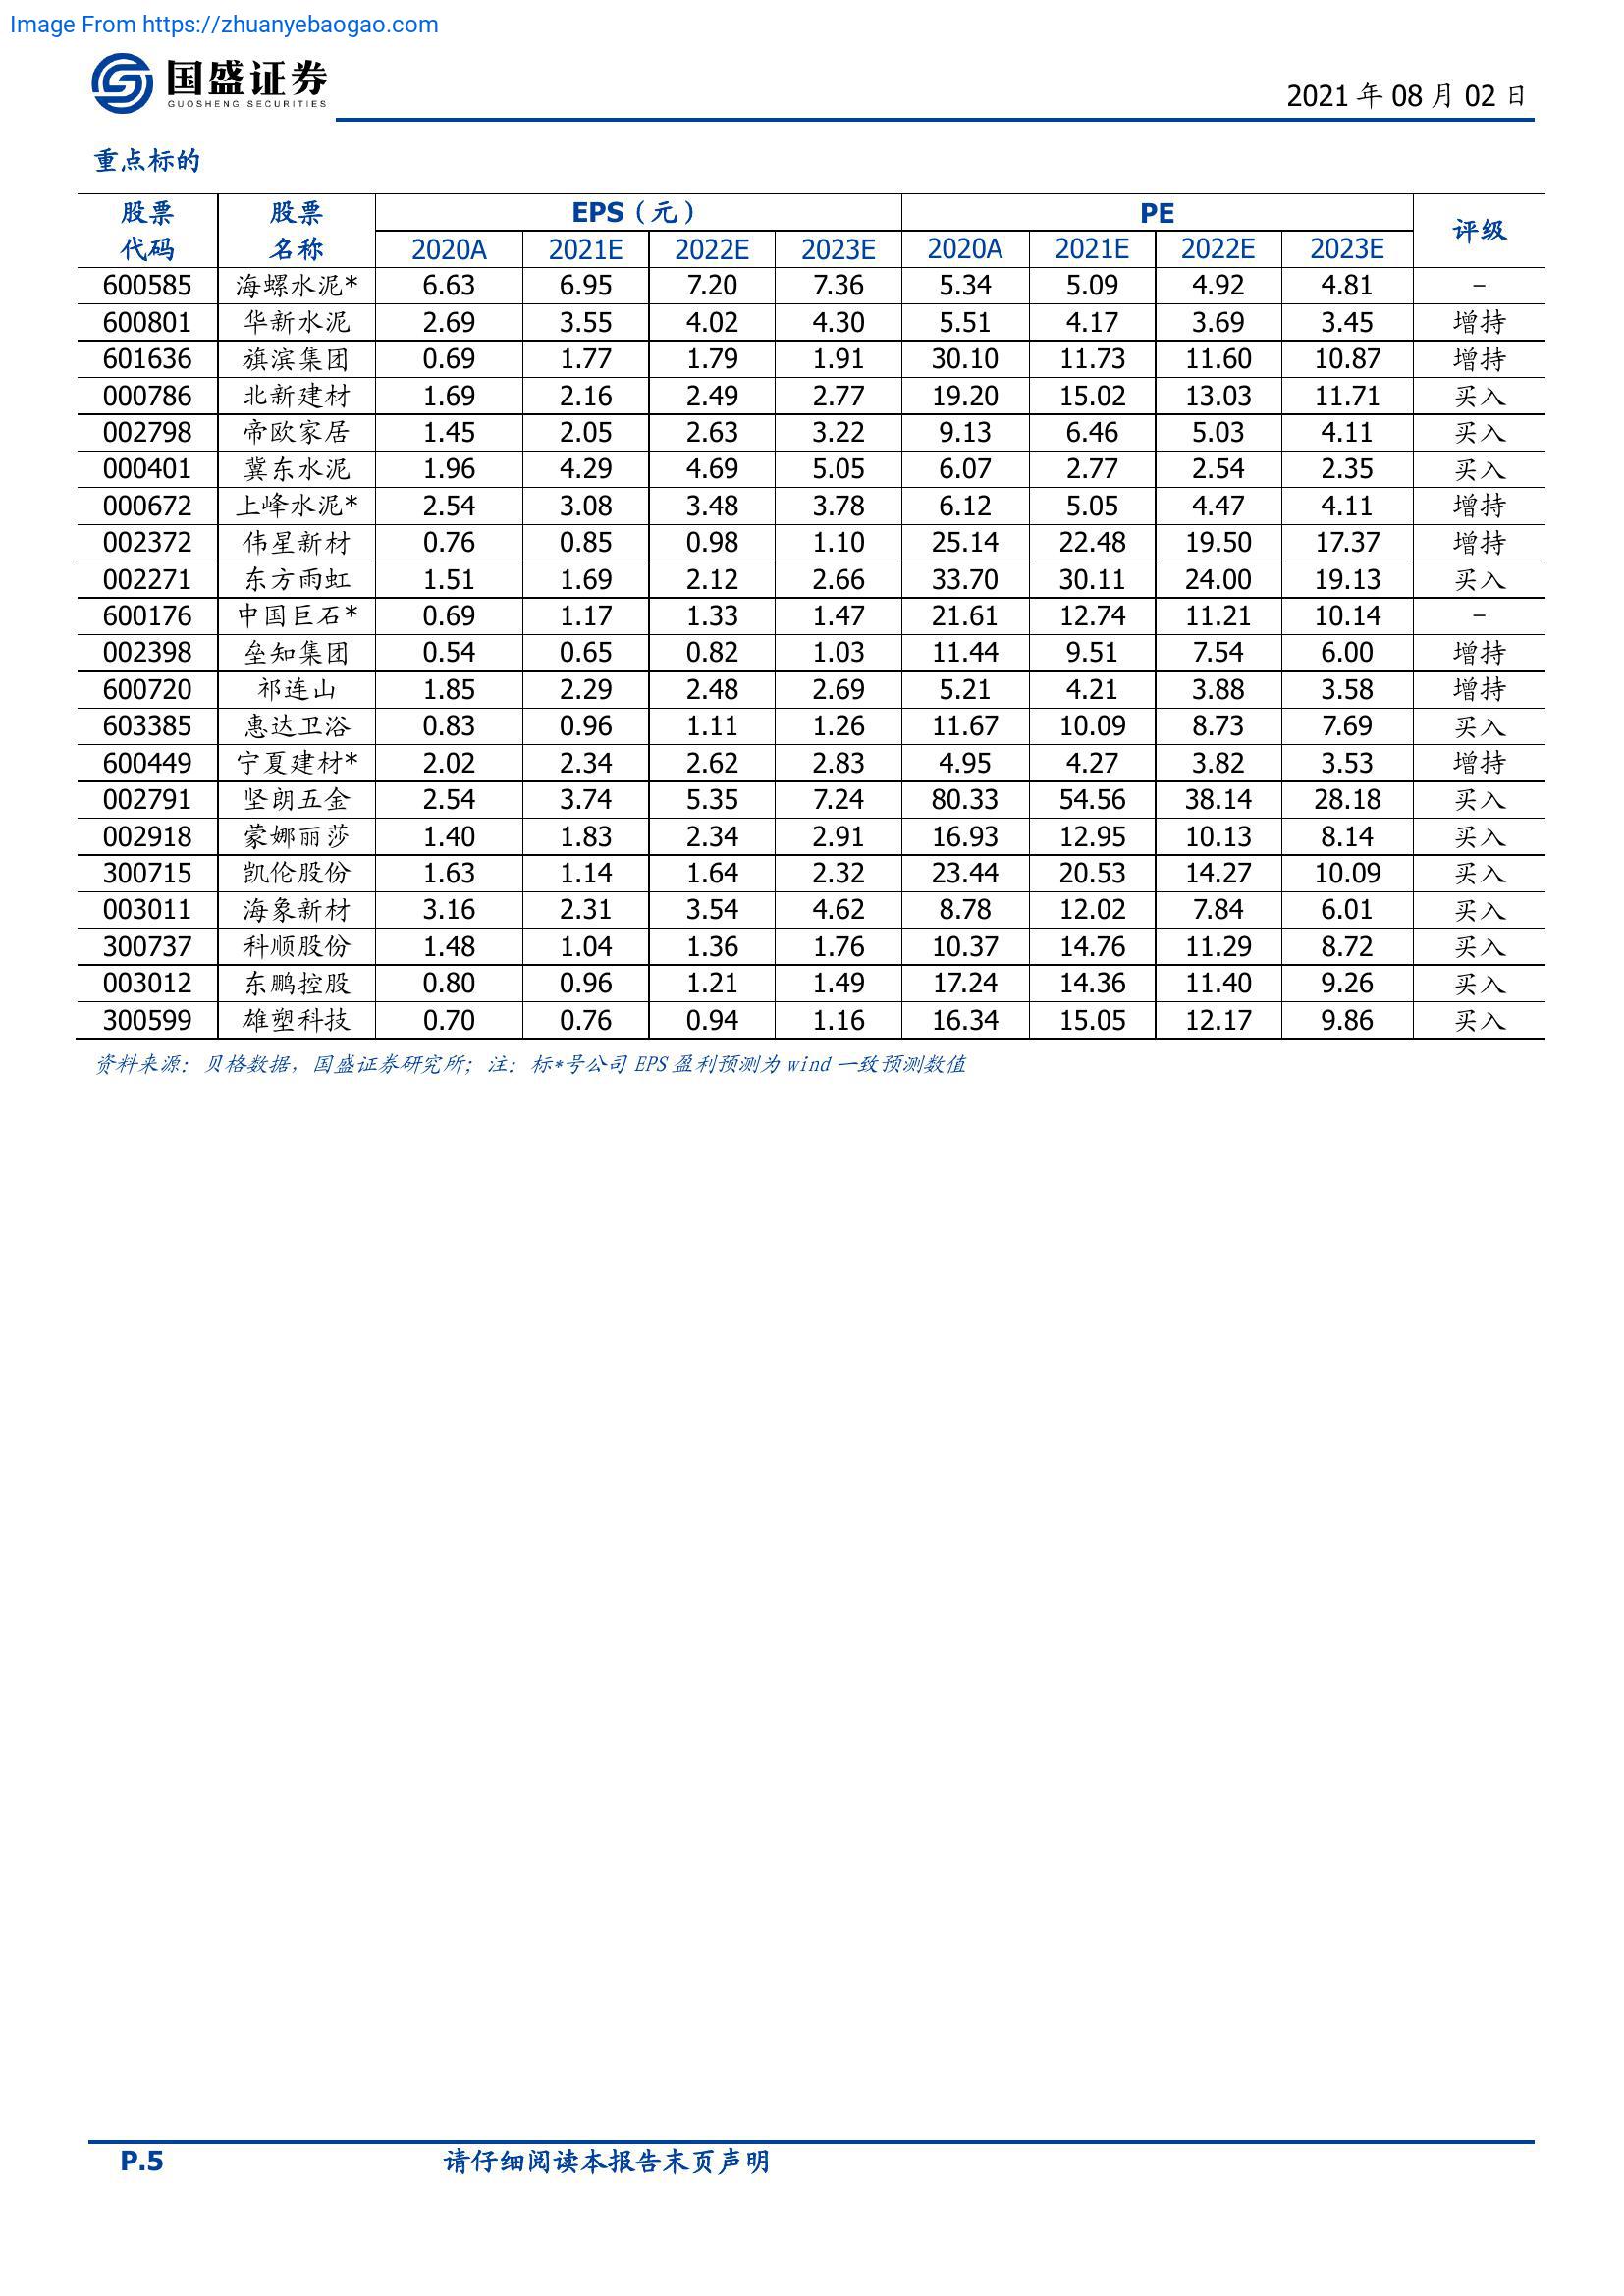 Image From https://zhuanyebaogao.com
国盛证券
GUOSHENG SECURITIES
2021 年 08 月 02 日
重点标的
股票 股票 EPS（元） PE 评级
代码 名称 2020A 2021E 2022E 2023E 2020A 2021E 2022E 2023E
600585 海螺水泥* 6.63 6.95 7.20 7.36 5.34 5.09 4.92 4.81 -
600801 华新水泥 2.69 3.55 4.02 4.30 5.51 4.17 3.69 3.45 增持
601636 旗滨集团 0.69 1.77 1.79 1.91 30.10 11.73 11.60 10.87 增持
000786 北新建材 1.69 2.16 2.49 2.77 19.20 15.02 13.03 11.71 买入
002798 帝欧家居 1.45 2.05 2.63 3.22 9.13 6.46 5.03 4.11 买入
000401 冀东水泥 1.96 4.29 4.69 5.05 6.07 2.77 2.54 2.35 买入
000672 上峰水泥* 2.54 3.08 3.48 3.78 6.12 5.05 4.47 4.11 增持
002372 伟星新材 0.76 0.85 0.98 1.10 25.14 22.48 19.50 17.37 增持
002271 东方雨虹 1.51 1.69 2.12 2.66 33.70 30.11 24.00 19.13 买入
600176 中国巨石* 0.69 1.17 1.33 1.47 21.61 12.74 11.21 10.14 -
002398 垒知集团 0.54 0.65 0.82 1.03 11.44 9.51 7.54 6.00 增持
600720 祁连山 1.85 2.29 2.48 2.69 5.21 4.21 3.88 3.58 增持
603385 惠达卫浴 0.83 0.96 1.11 1.26 11.67 10.09 8.73 7.69 买入
600449 宁夏建材* 2.02 2.34 2.62 2.83 4.95 4.27 3.82 3.53 增持
002791 坚朗五金 2.54 3.74 5.35 7.24 80.33 54.56 38.14 28.18 买入
002918 蒙娜丽莎 1.40 1.83 2.34 2.91 16.93 12.95 10.13 8.14 买入
300715 凯伦股份 1.63 1.14 1.64 2.32 23.44 20.53 14.27 10.09 买入
003011 海象新材 3.16 2.31 3.54 4.62 8.78 12.02 7.84 6.01 买入
300737 科顺股份 1.48 1.04 1.36 1.76 10.37 14.76 11.29 8.72 买入
003012 东鹏控股 0.80 0.96 1.21 1.49 17.24 14.36 11.40 9.26 买入
300599 雄塑科技 0.70 0.76 0.94 1.16 16.34 15.05 12.17 9.86 买入
资料来源：贝格数据，国盛证券研究所；注：标*号公司 EPS 盈利预测为 wind 一致预测数值
P.5 请仔细阅读本报告末页声明